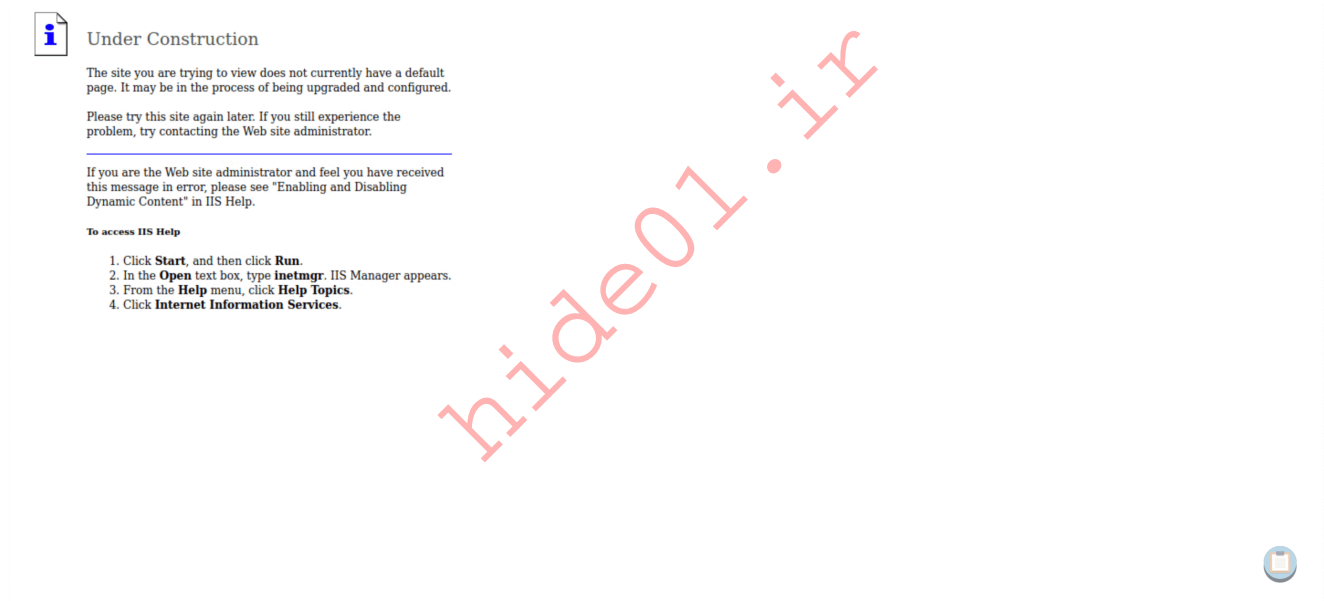 Under Construction
The site you are trying to view does not currently have a default
page. It may be in the process of being upgraded and configured.
Please try this site again later. If you still experience the
problem, try contacting the Web site administrator.
If you are the Web site administrator and feel you have received
this message in error, please see "Enabling and Disabling
Dynamic Content" in IIS Help.
To access IIS Help
1. Click Start, and then click Run.
2. In the Open text box, type inetmgr. IIS Manager appears.
3. From the Help menu, click Help Topics.
4. Click Internet Information Services.
hide01.ir